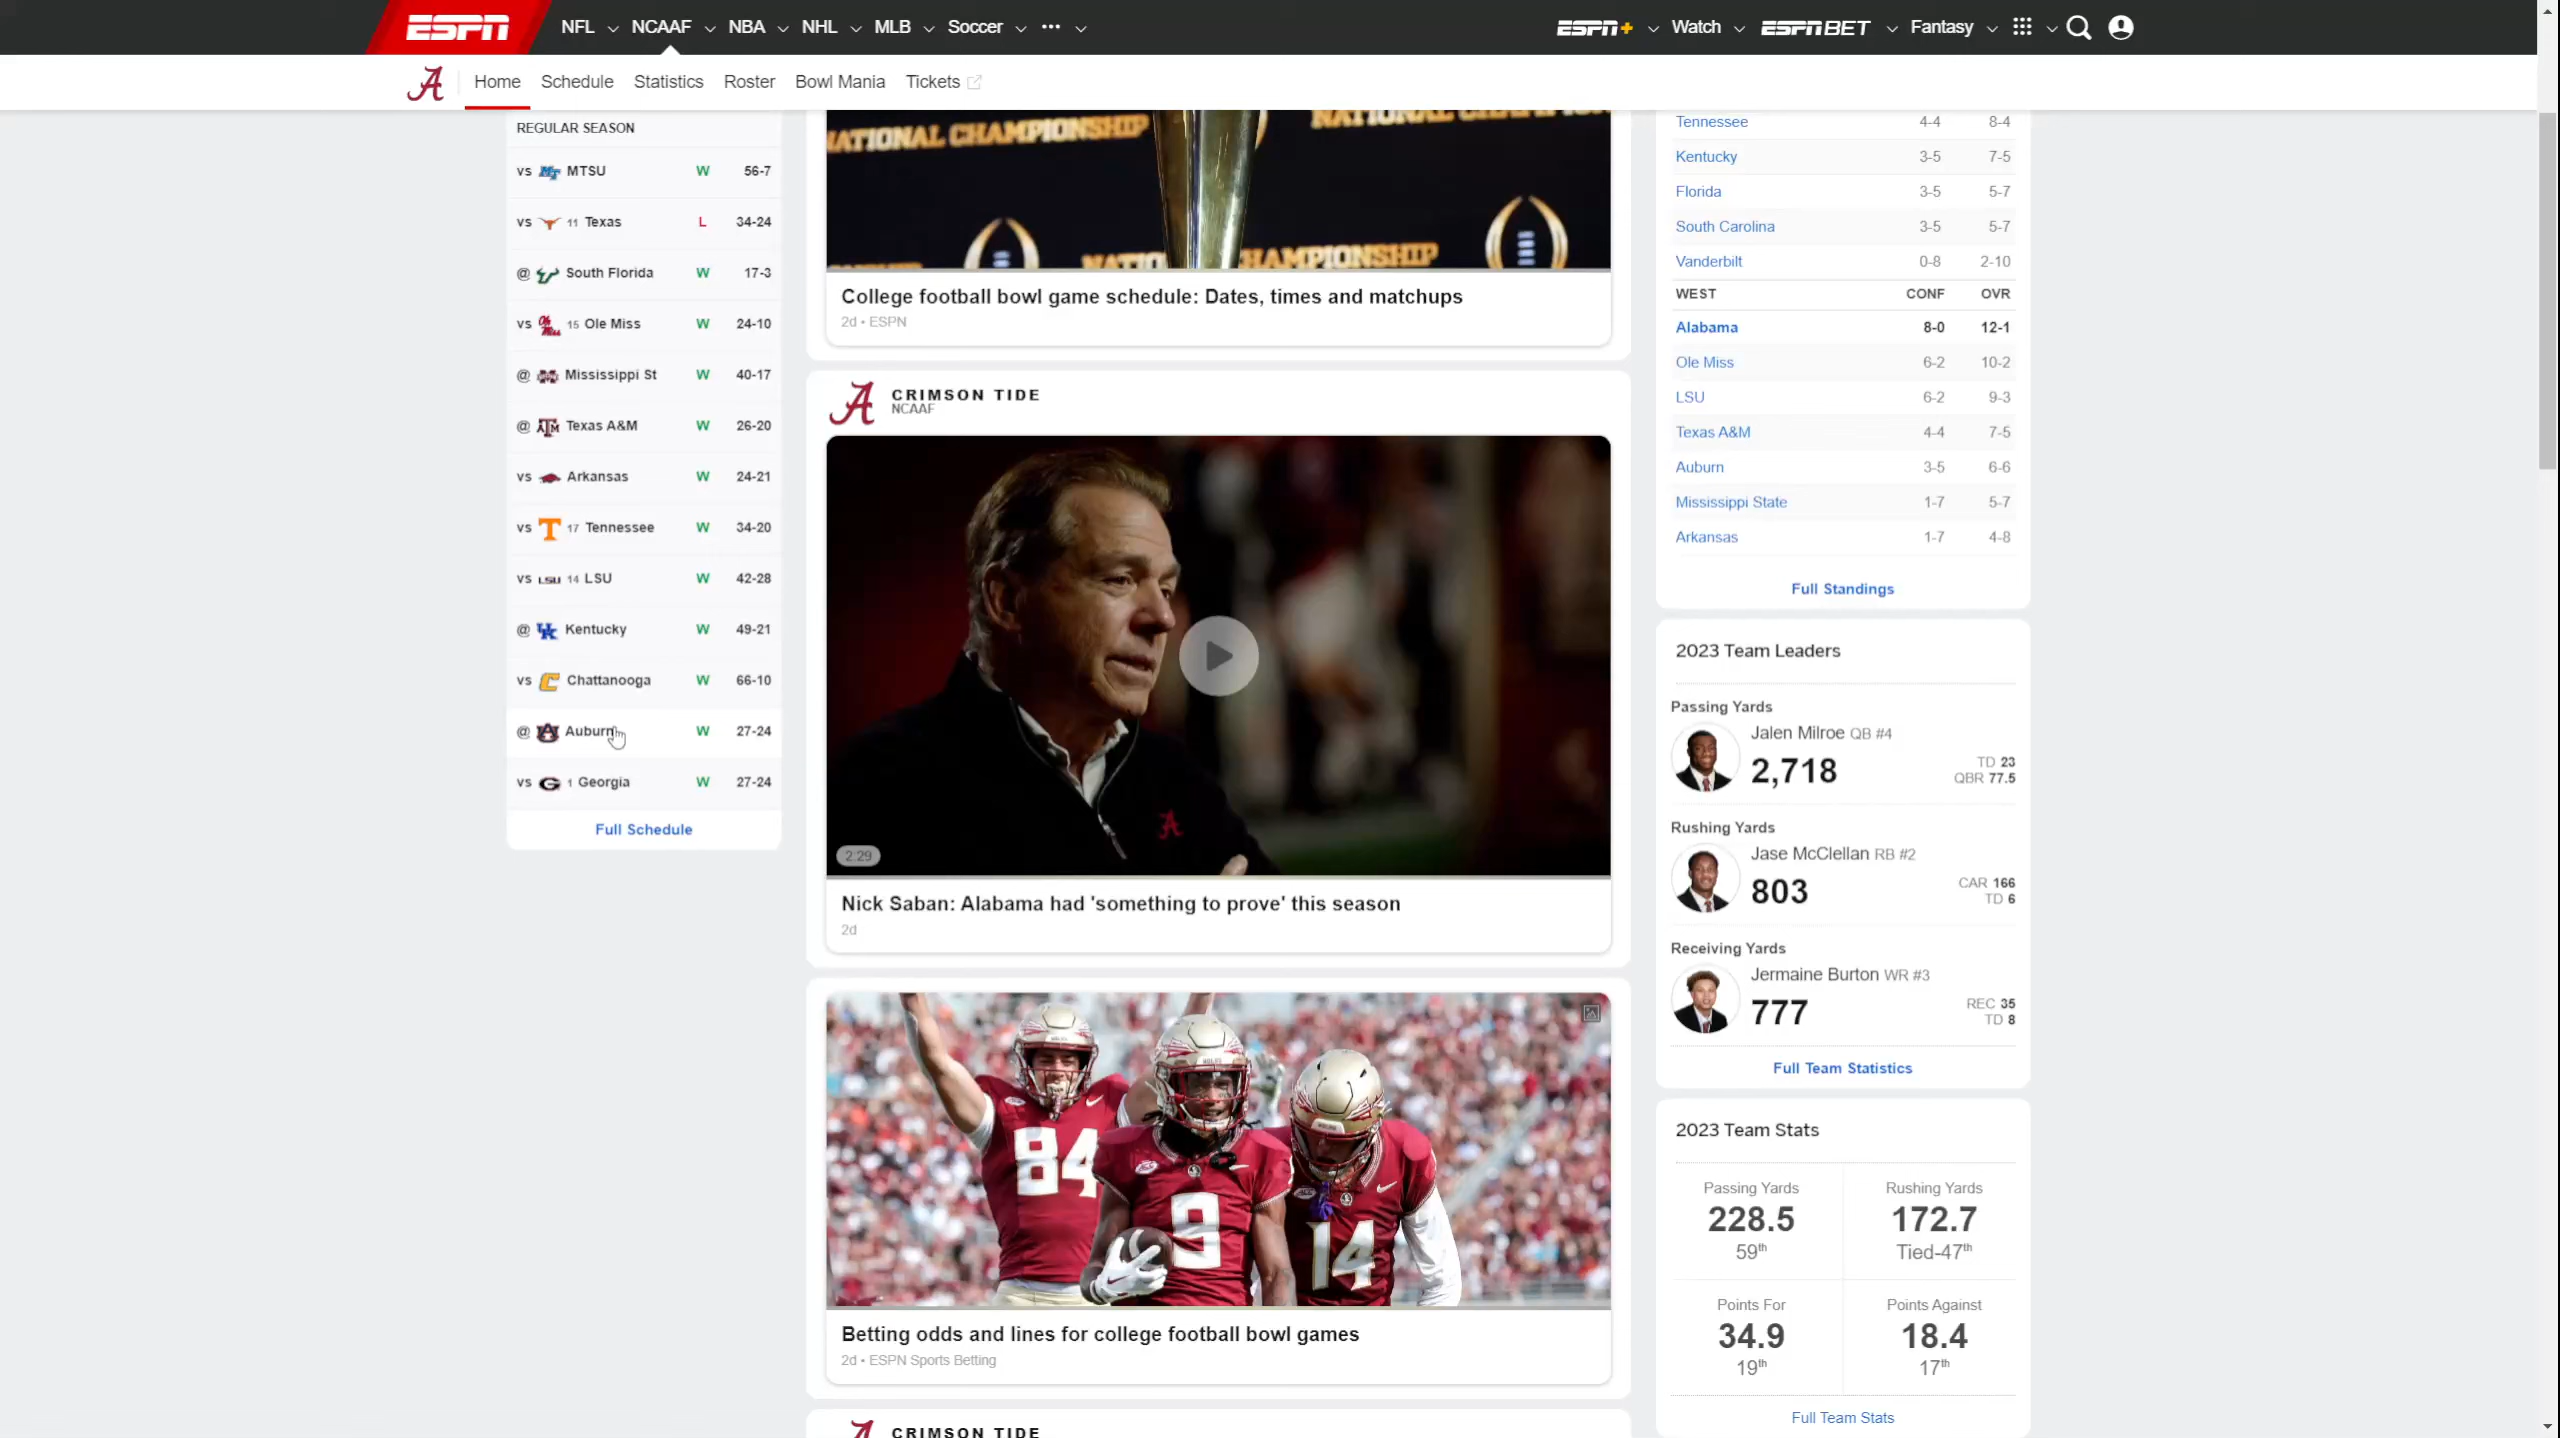 ESPN NFL NCAAF NBA NHL MLB Soccer ••• ESPN+ Watch ESPN BET Fantasy
Home Schedule Statistics Roster Bowl Mania Tickets
REGULAR SEASON
vs MTSU W 56-7
vs 11 Texas L 34-24
@ South Florida W 17-3
vs 15 Ole Miss W 24-10
@ Mississippi St W 40-17
@ Texas A&M W 26-20
vs Arkansas W 24-21
vs 17 Tennessee W 34-20
vs LSU 14 LSU W 42-28
@ Kentucky W 49-21
vs Chattanooga W 66-10
@ Auburn W 27-24
vs 1 Georgia W 27-24
Full Schedule
NATIONAL CHAMPIONSHIP
College football bowl game schedule: Dates, times and matchups
2d • ESPN
CRIMSON TIDE
NCAAF
2:29
Nick Saban: Alabama had 'something to prove' this season
2d
84
9
14
Betting odds and lines for college football bowl games
2d • ESPN Sports Betting
CRIMSON TIDE
Tennessee 4-4 8-4
Kentucky 3-5 7-5
Florida 3-5 5-7
South Carolina 3-5 5-7
Vanderbilt 0-8 2-10
WEST CONF OVR
Alabama 8-0 12-1
Ole Miss 6-2 10-2
LSU 6-2 9-3
Texas A&M 4-4 7-5
Auburn 3-5 6-6
Mississippi State 1-7 5-7
Arkansas 1-7 4-8
Full Standings
2023 Team Leaders
Passing Yards
Jalen Milroe QB #4
2,718
TD 23
QBR 77.5
Rushing Yards
Jase McClellan RB #2
803
CAR 166
TD 6
Receiving Yards
Jermaine Burton WR #3
777
REC 35
TD 8
Full Team Statistics
2023 Team Stats
Passing Yards Rushing Yards
228.5 172.7
59th Tied-47th
Points For Points Against
34.9 18.4
19th 17th
Full Team Stats